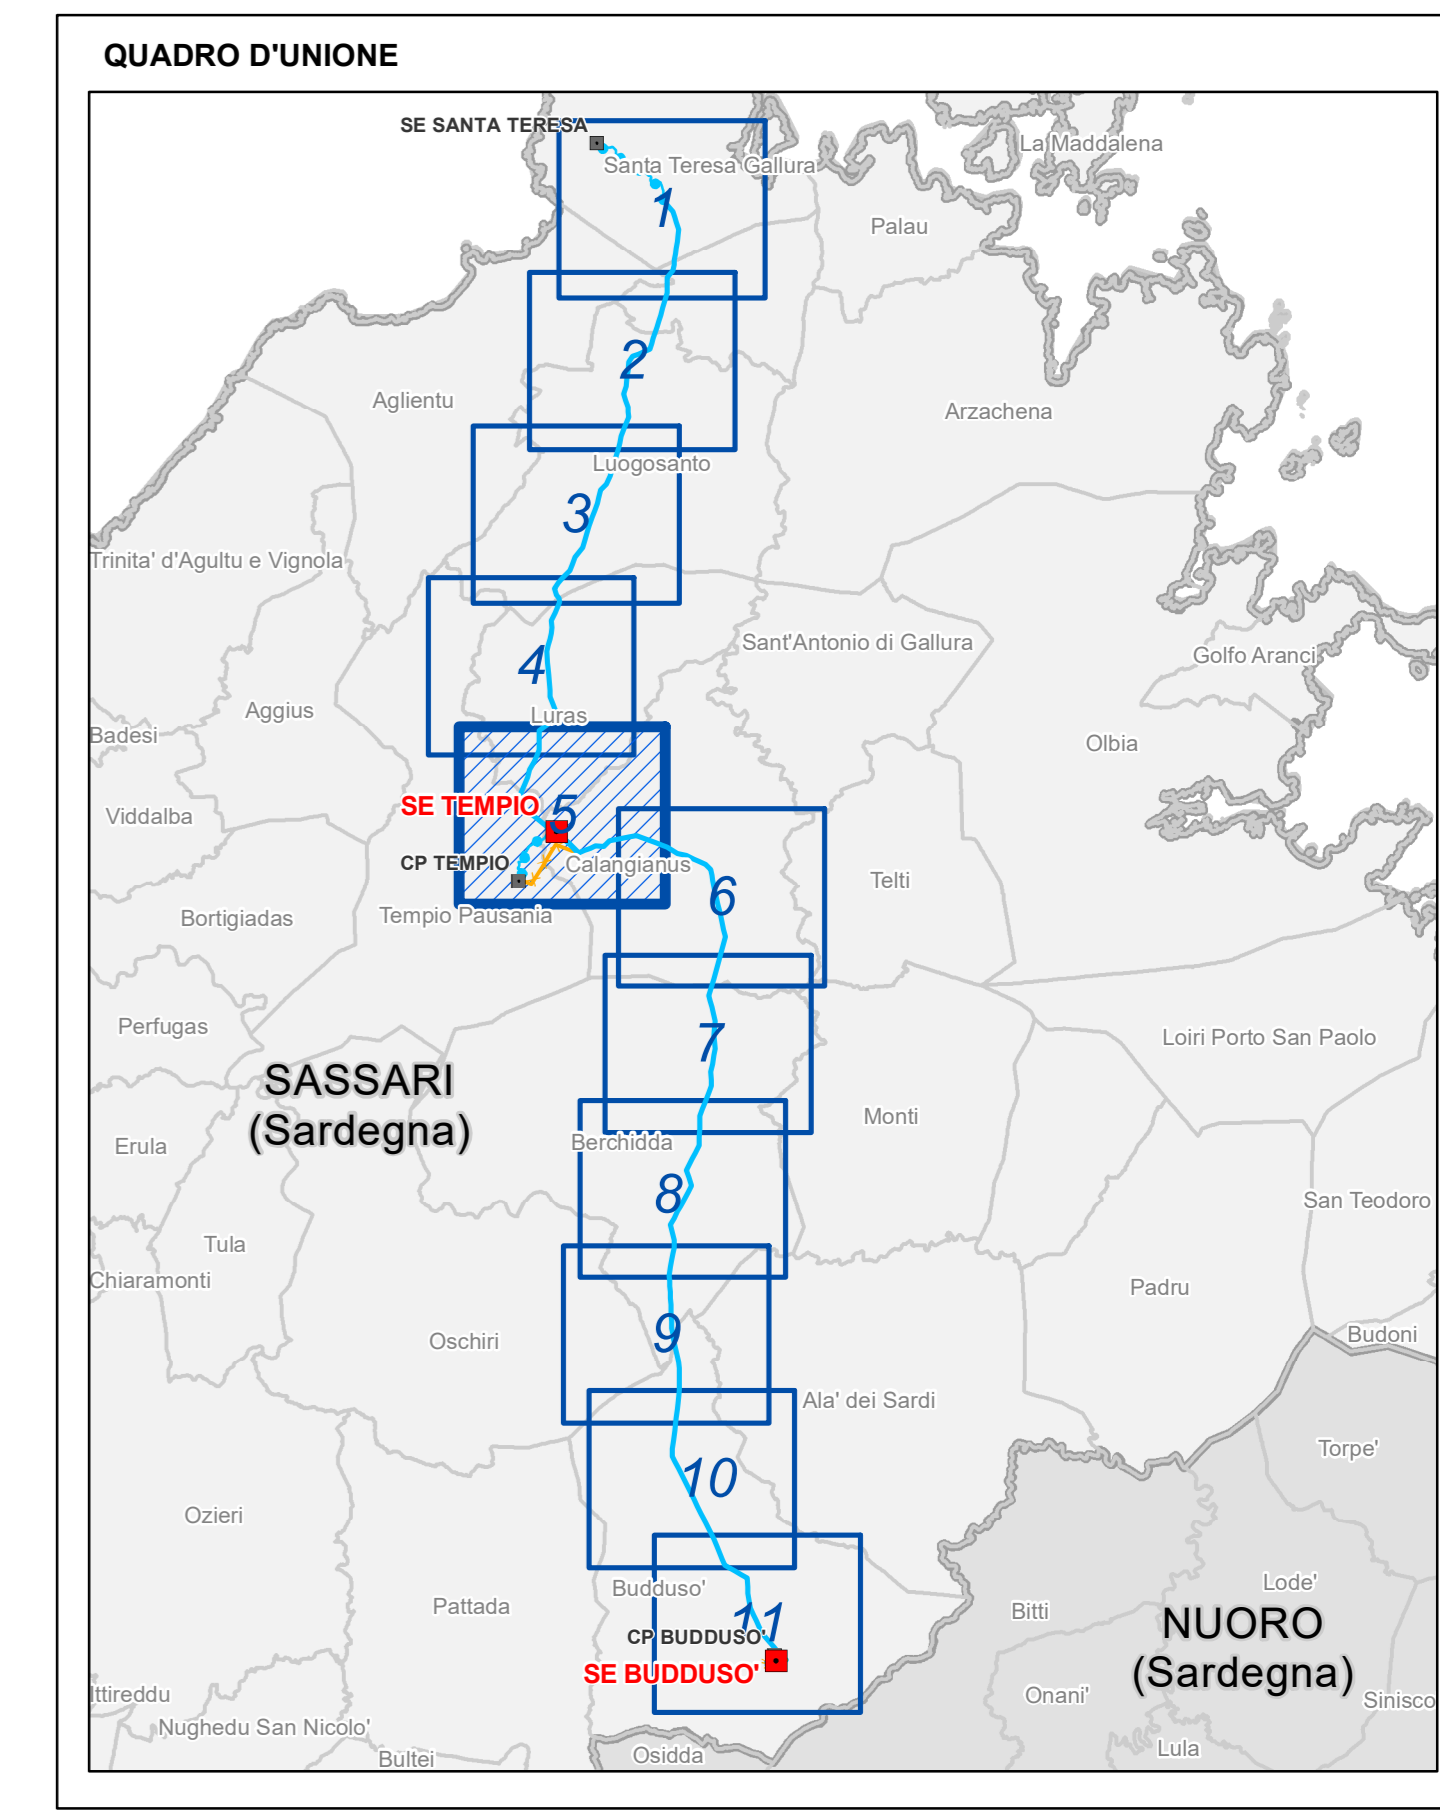 QUADRO D'UNIONE
SE SANTA TERESA
La Maddalena
Santa Teresa Gallura
1
Palau
2
Aglientu
Arzachena
Luogosanto
3
Trinita' d'Agultu e Vignola
Sant'Antonio di Gallura
Golfo Aranci
4
Aggius
Luras
Badesi
Olbia
SE TEMPIO
5
Viddalba
CP TEMPIO
Calangianus
Telti
6
Tempio Pausania
Bortigiadas
Perfugas
Loiri Porto San Paolo
7
SASSARI
(Sardegna)
Monti
Erula
Berchidda
8
San Teodoro
Tula
Chiaramonti
Padru
9
Oschiri
Budoni
Ala' dei Sardi
Torpe'
10
Ozieri
Lode'
Budduso'
Pattada
Bitti
11
NUORO
(Sardegna)
CP BUDDUSO'
SE BUDDUSO'
Ittireddu
Onani'
Sinisco
Nughedu San Nicolo'
Lula
Osidda
Bultei